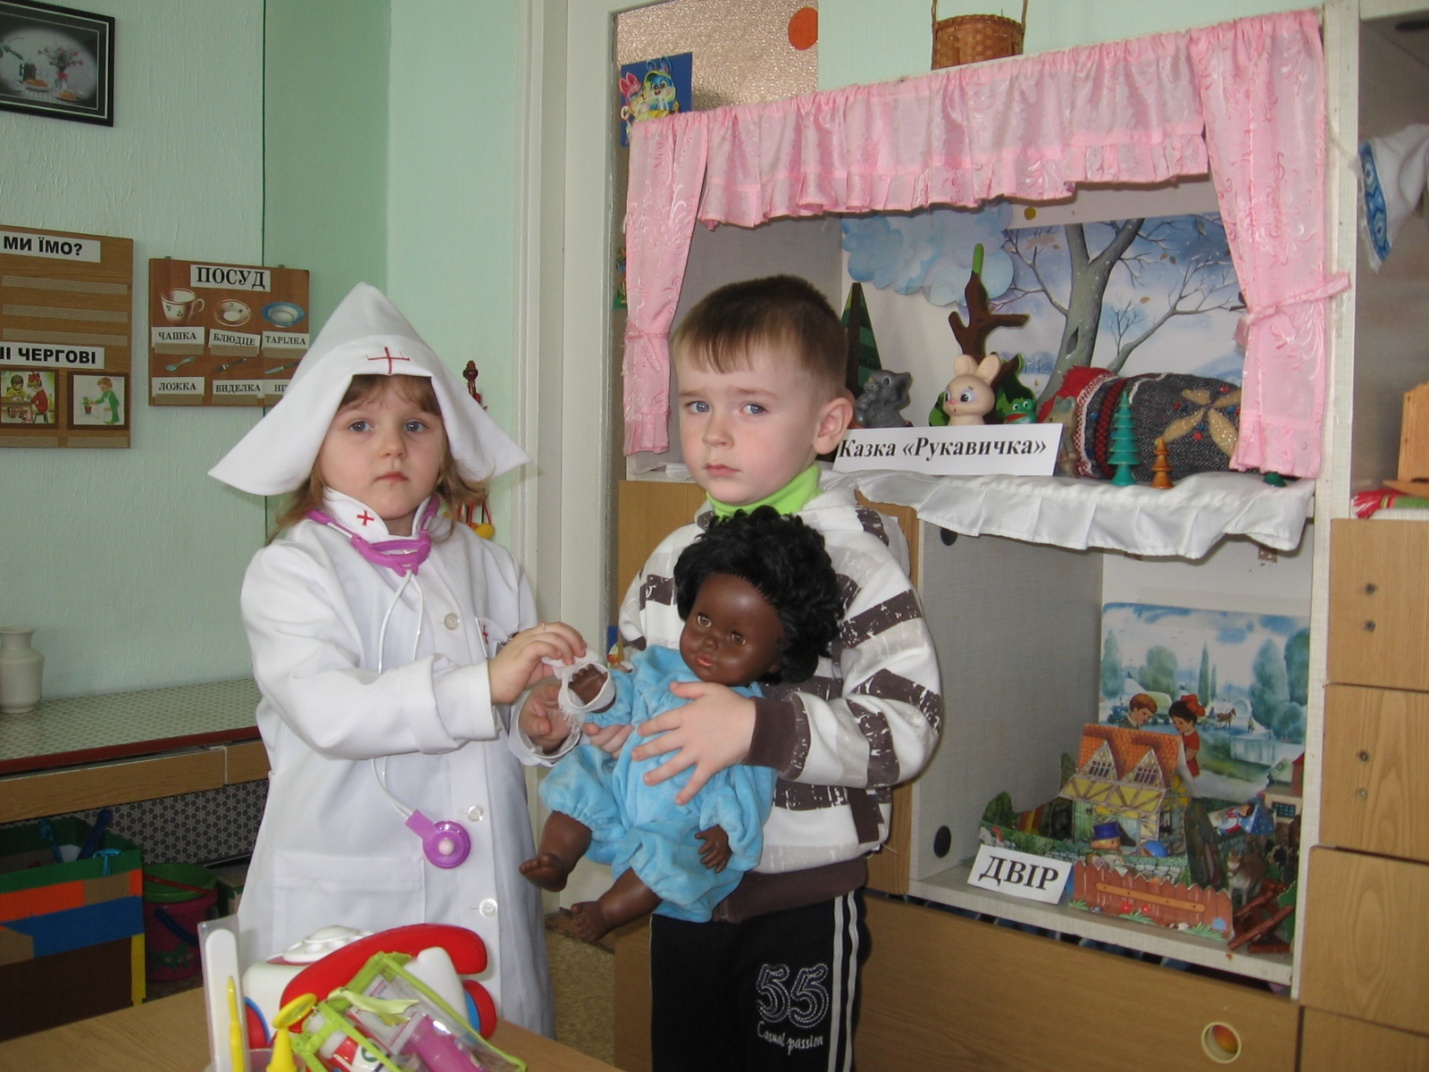 МИ ЇМО?
ЧЕРГОВІ
ПОСУД
ЧАШКА
БЛЮДЦЕ
ТАРІЛКА
ЛОЖКА
ВИДЕЛКА
Казка «Рукавичка»
ДВІР
55
Casual passion